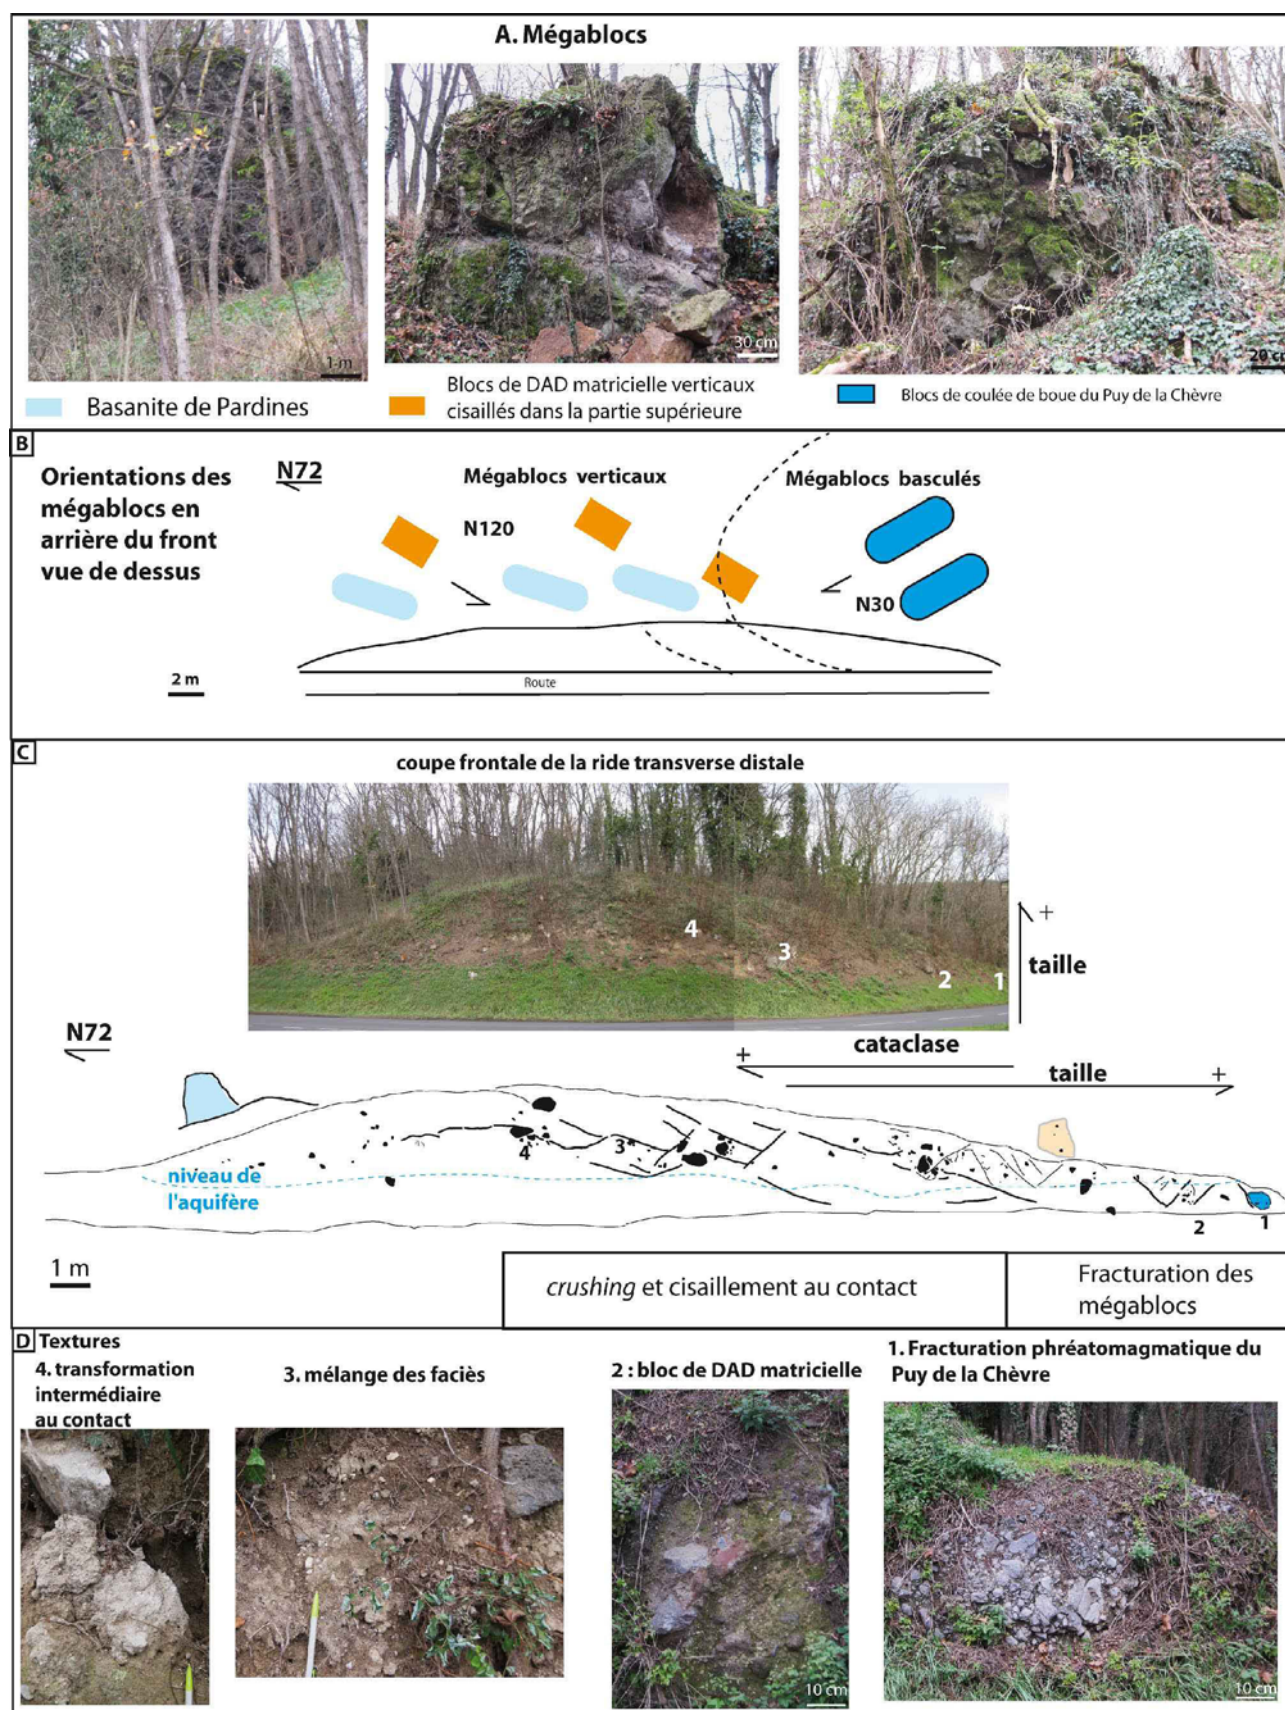 A. Mégablocs
1 m
30 cm
20 cm
Basanite de Pardines
Blocs de DAD matricielle verticaux
cisaillés dans la partie supérieure
Blocs de coulée de boue du Puy de la Chèvre
B
Orientations des
mégablocs en
arrière du front
vue de dessus
N72
Mégablocs verticaux
Mégablocs basculés
N120
N30
2 m
Route
C
coupe frontale de la ride transverse distale
4
3
2
1
+
taille
N72
+
cataclase
taille
+
4
3
niveau de
l'aquifère
2
1
1 m
crushing et cisaillement au contact
Fracturation des
mégablocs
D Textures
4. transformation
intermédiaire
au contact
3. mélange des faciès
2 : bloc de DAD matricielle
1. Fracturation phréatomagmatique du
Puy de la Chèvre
10 cm
10 cm